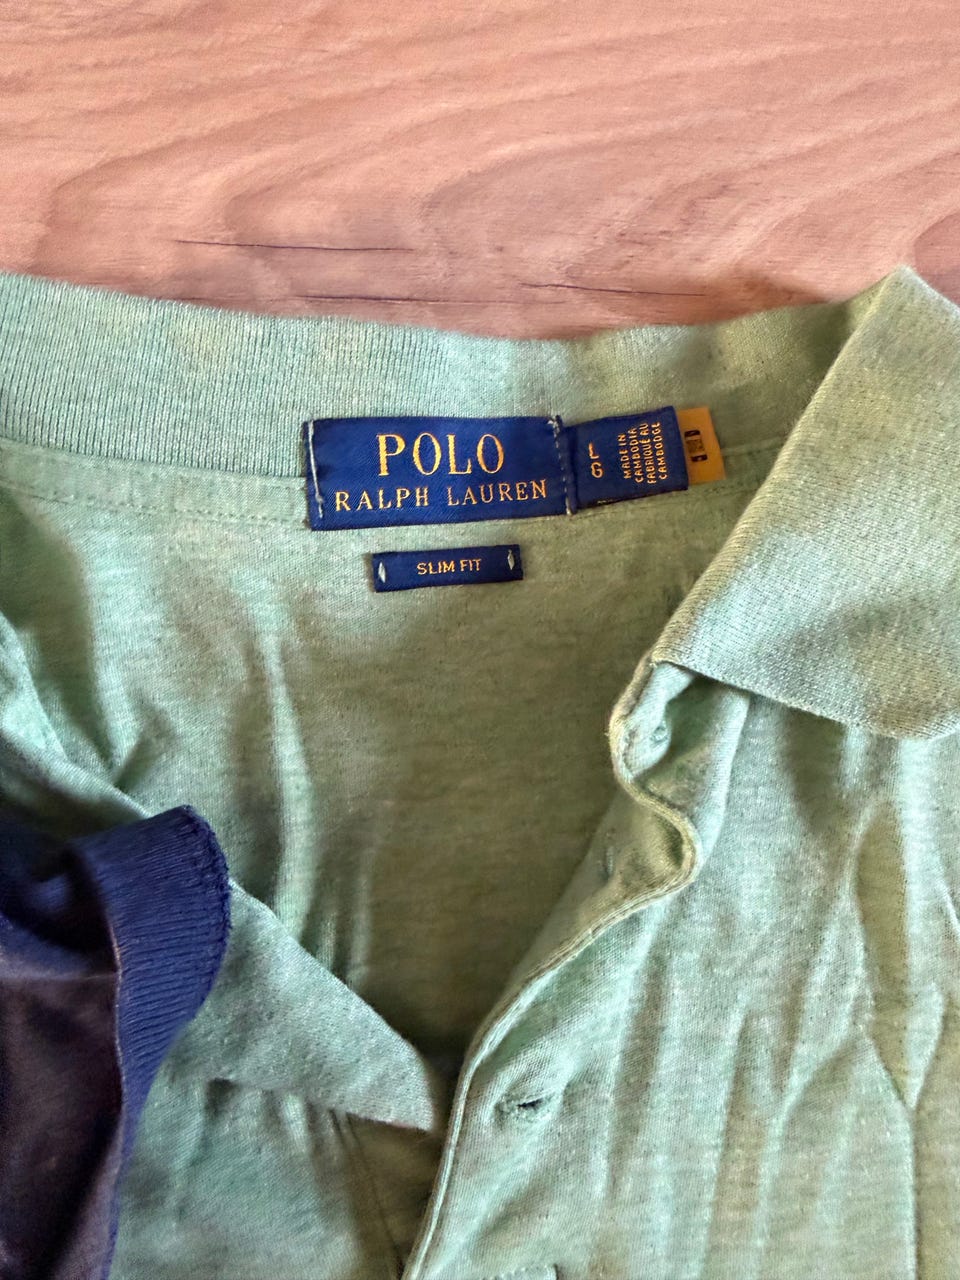 POLO
RALPH LAUREN
L
G
MADE IN
CAMBODIA
FABRIQUÉ AU
CAMBODGE
SLIM FIT